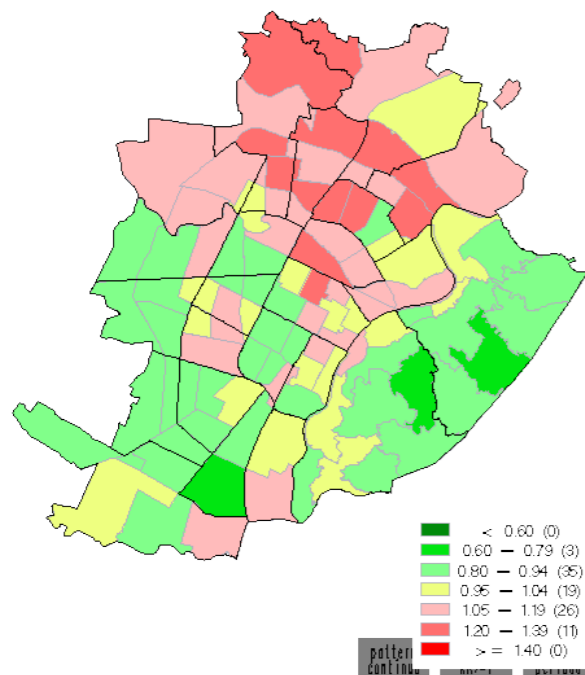 < 0.60 (0)
0.60 – 0.79 (3)
0.80 – 0.94 (35)
0.95 – 1.04 (19)
1.05 – 1.19 (26)
1.20 – 1.39 (11)
> = 1.40 (0)
pattern
continuo